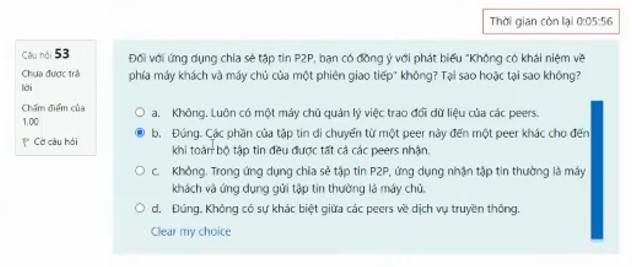 Thời gian còn lại 0:05:56
Câu hỏi 53
Chưa được trả
lời
Chấm điểm của
1,00
Cờ câu hỏi
Đối với ứng dụng chia sẻ tập tin P2P, bạn có đồng ý với phát biểu "Không có khái niệm về
phía máy khách và máy chủ của một phiên giao tiếp" không? Tại sao hoặc tại sao không?
a. Không. Luôn có một máy chủ quản lý việc trao đổi dữ liệu của các peers.
b. Đúng. Các phần của tập tin di chuyển từ một peer này đến một peer khác cho đến
khi toàn bộ tập tin đều được tất cả các peers nhận.
c. Không. Trong ứng dụng chia sẻ tập tin P2P, ứng dụng nhận tập tin thường là máy
khách và ứng dụng gửi tập tin thường là máy chủ.
d. Đúng. Không có sự khác biệt giữa các peers về dịch vụ truyền thông.
Clear my choice